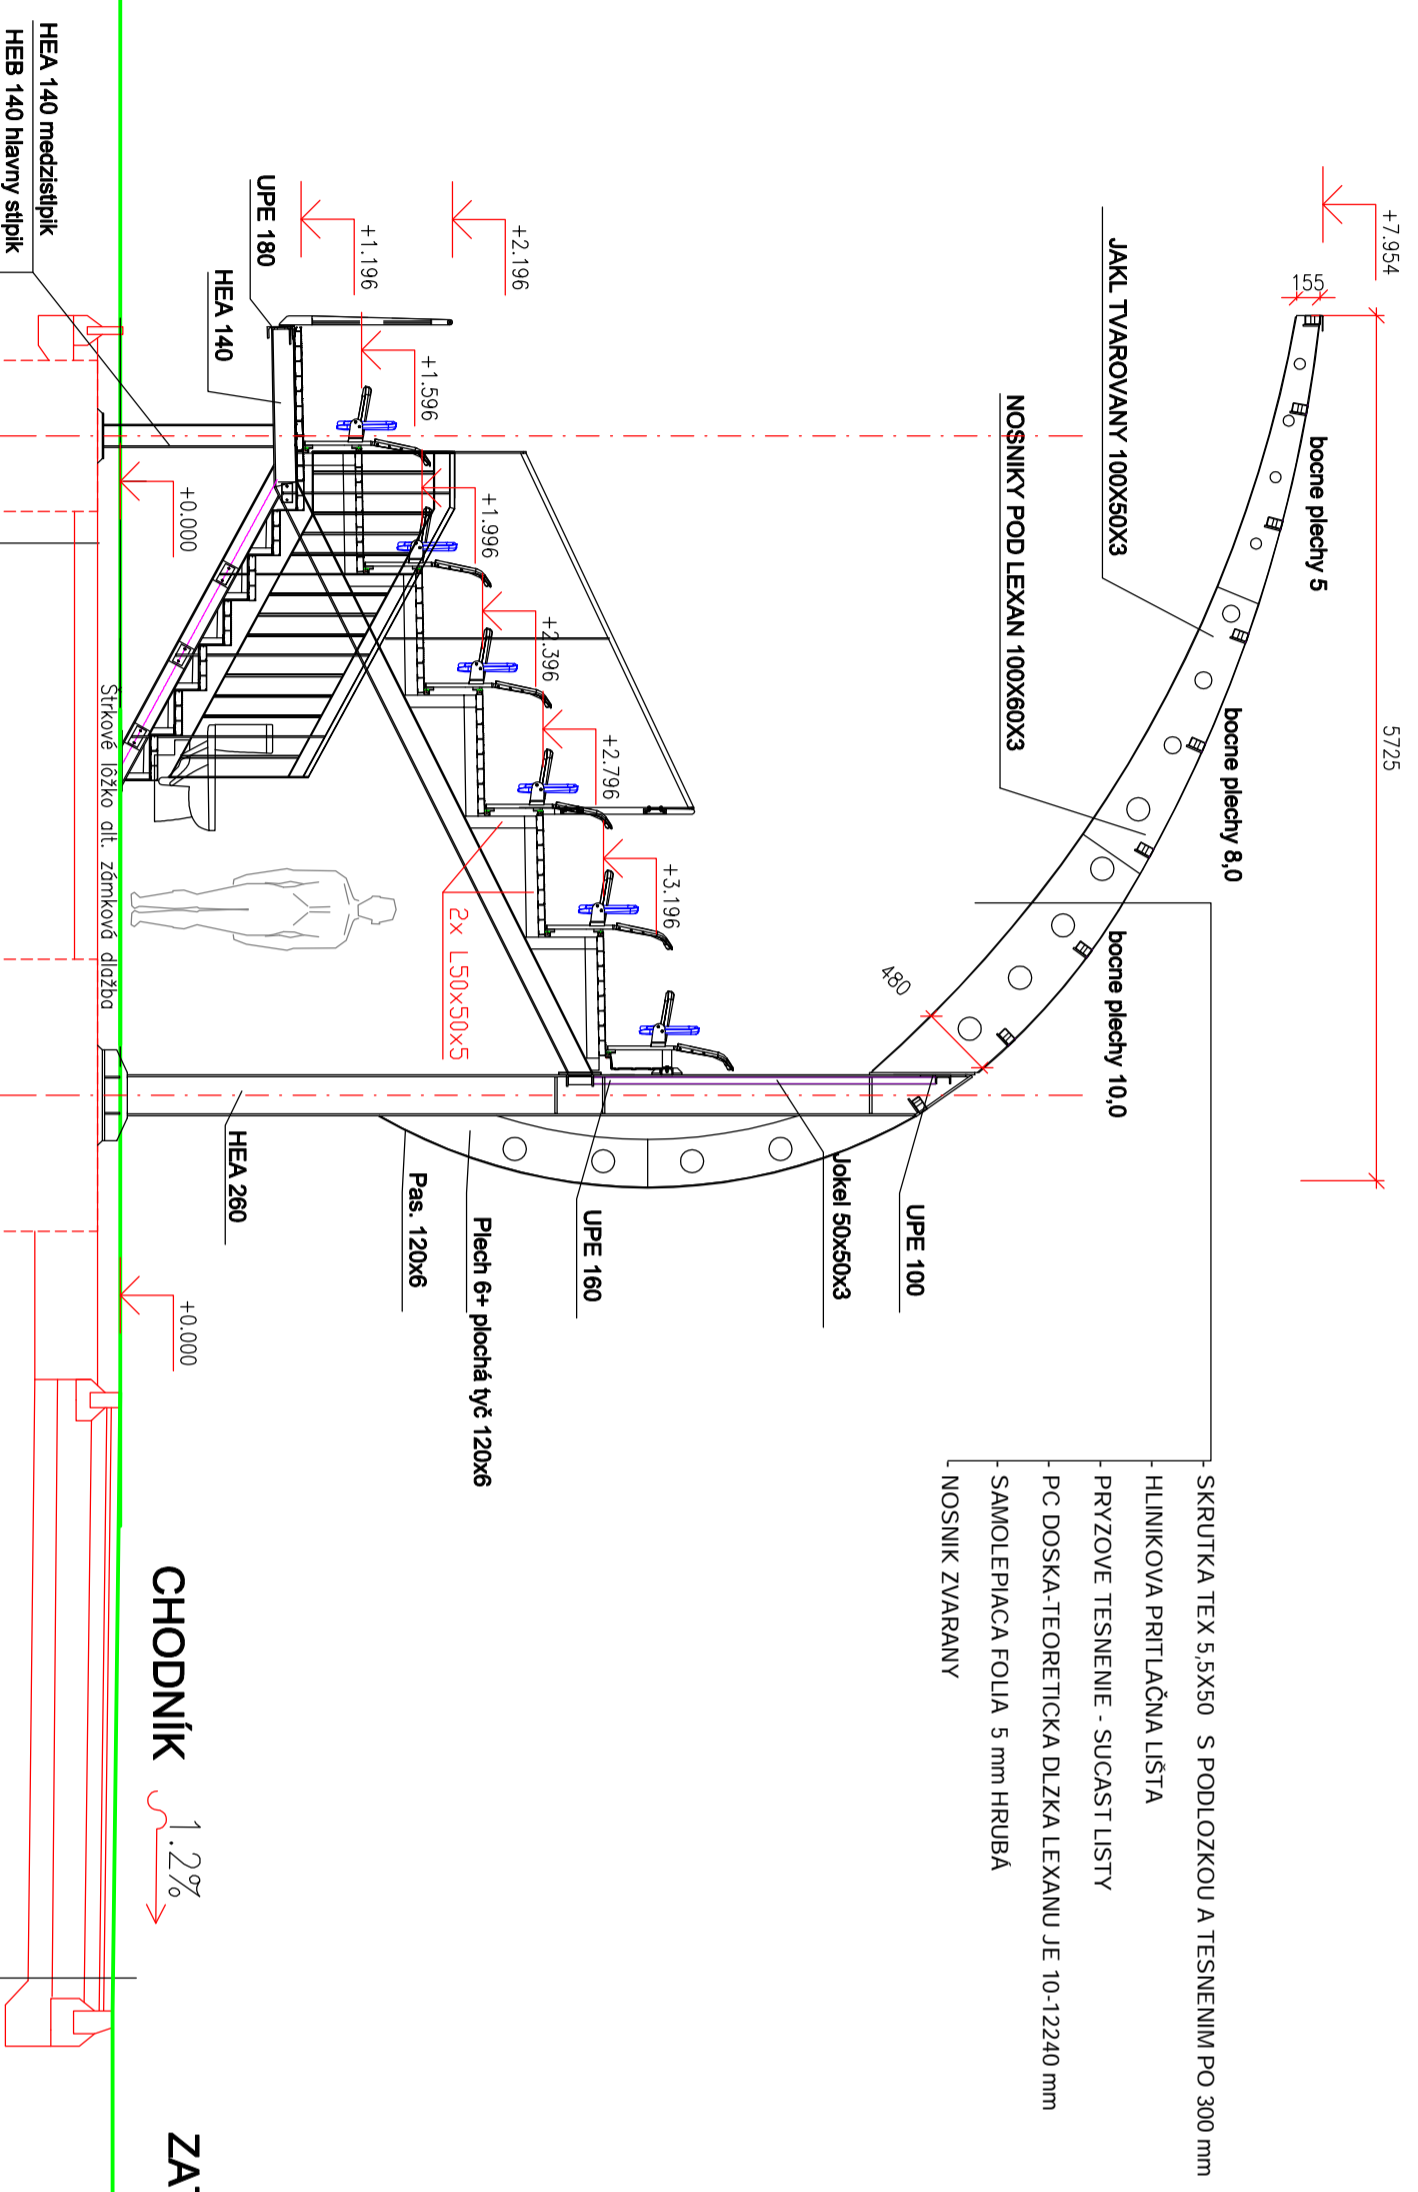 +7.954
155
5725
bocne plechy 5
bocne plechy 8,0
bocne plechy 10,0
JAKL TVAROVANY 100X50X3
NOSNIKY POD LEXAN 100X60X3
480
SKRUTKA TEX 5,5X50 S PODLOZKOU A TESNENIM PO 300 mm
HLINIKOVA PRITLAČNA LIŠTA
PRYZOVE TESNENIE - SUCAST LISTY
PC DOSKA-TEORETICKA DLZKA LEXANU JE 10-12240 mm
SAMOLEPIACA FOLIA 5 mm HRUBÁ
NOSNIK ZVARANY
UPE 100
Jokel 50x50x3
UPE 160
Plech 6+ plochá tyč 120x6
Pas. 120x6
HEA 260
+2.196
+1.196
+1.596
+1.996
+2.396
+2.796
+3.196
2x L50x50x5
UPE 180
HEA 140
+0.000
+0.000
Štrkové lôžko alt. zámková dlažba
HEA 140 medzistlpik
HEB 140 hlavny stlpik
CHODNÍK
1.2%